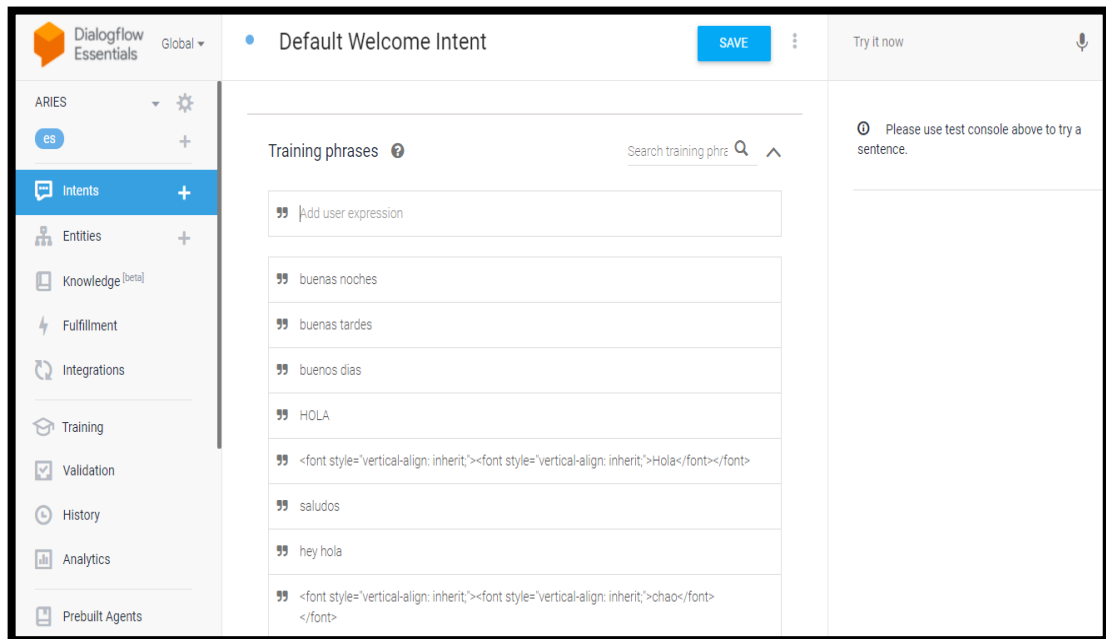 Dialogflow
Essentials
Global
Default Welcome Intent
SAVE
Try it now
ARIES
es
+
Training phrases ?
Search training phra
Please use test console above to try a
sentence.
Intents
+
Add user expression
Entities
+
Knowledge [beta]
Fulfillment
Integrations
Training
Validation
History
Analytics
Prebuilt Agents
buenas noches
buenas tardes
buenos dias
HOLA
<font style="vertical-align: inherit;"><font style="vertical-align: inherit;">Hola</font></font>
saludos
hey hola
<font style="vertical-align: inherit;"><font style="vertical-align: inherit;">chao</font>
</font>